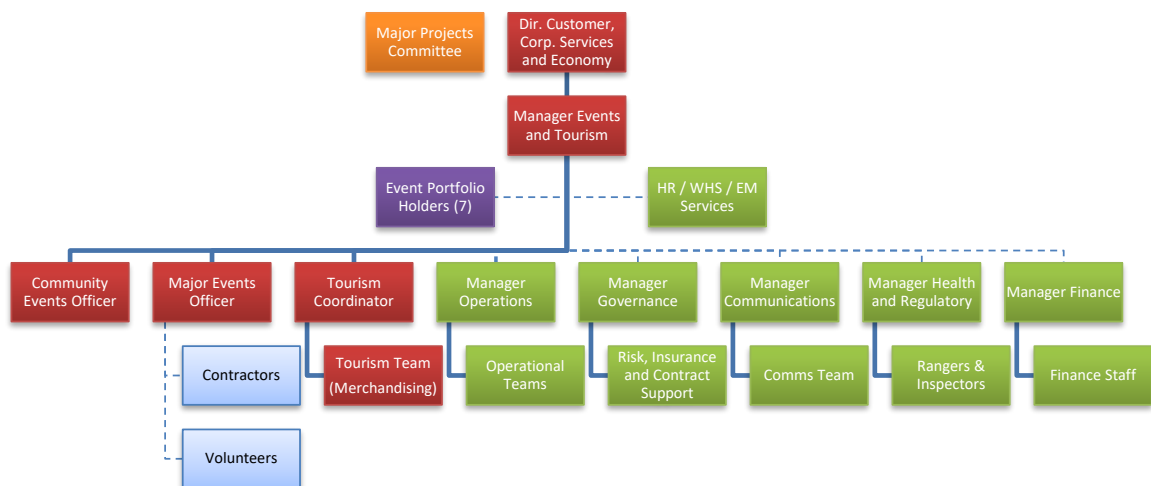 Major Projects
Committee
Dir. Customer,
Corp. Services
and Economy
Manager Events
and Tourism
Event Portfolio
Holders (7)
HR / WHS / EM
Services
Community
Events Officer
Major Events
Officer
Tourism
Coordinator
Manager
Operations
Manager
Governance
Manager
Communications
Manager Health
and Regulatory
Manager Finance
Contractors
Tourism Team
(Merchandising)
Operational
Teams
Risk, Insurance
and Contract
Support
Comms Team
Rangers &
Inspectors
Finance Staff
Volunteers